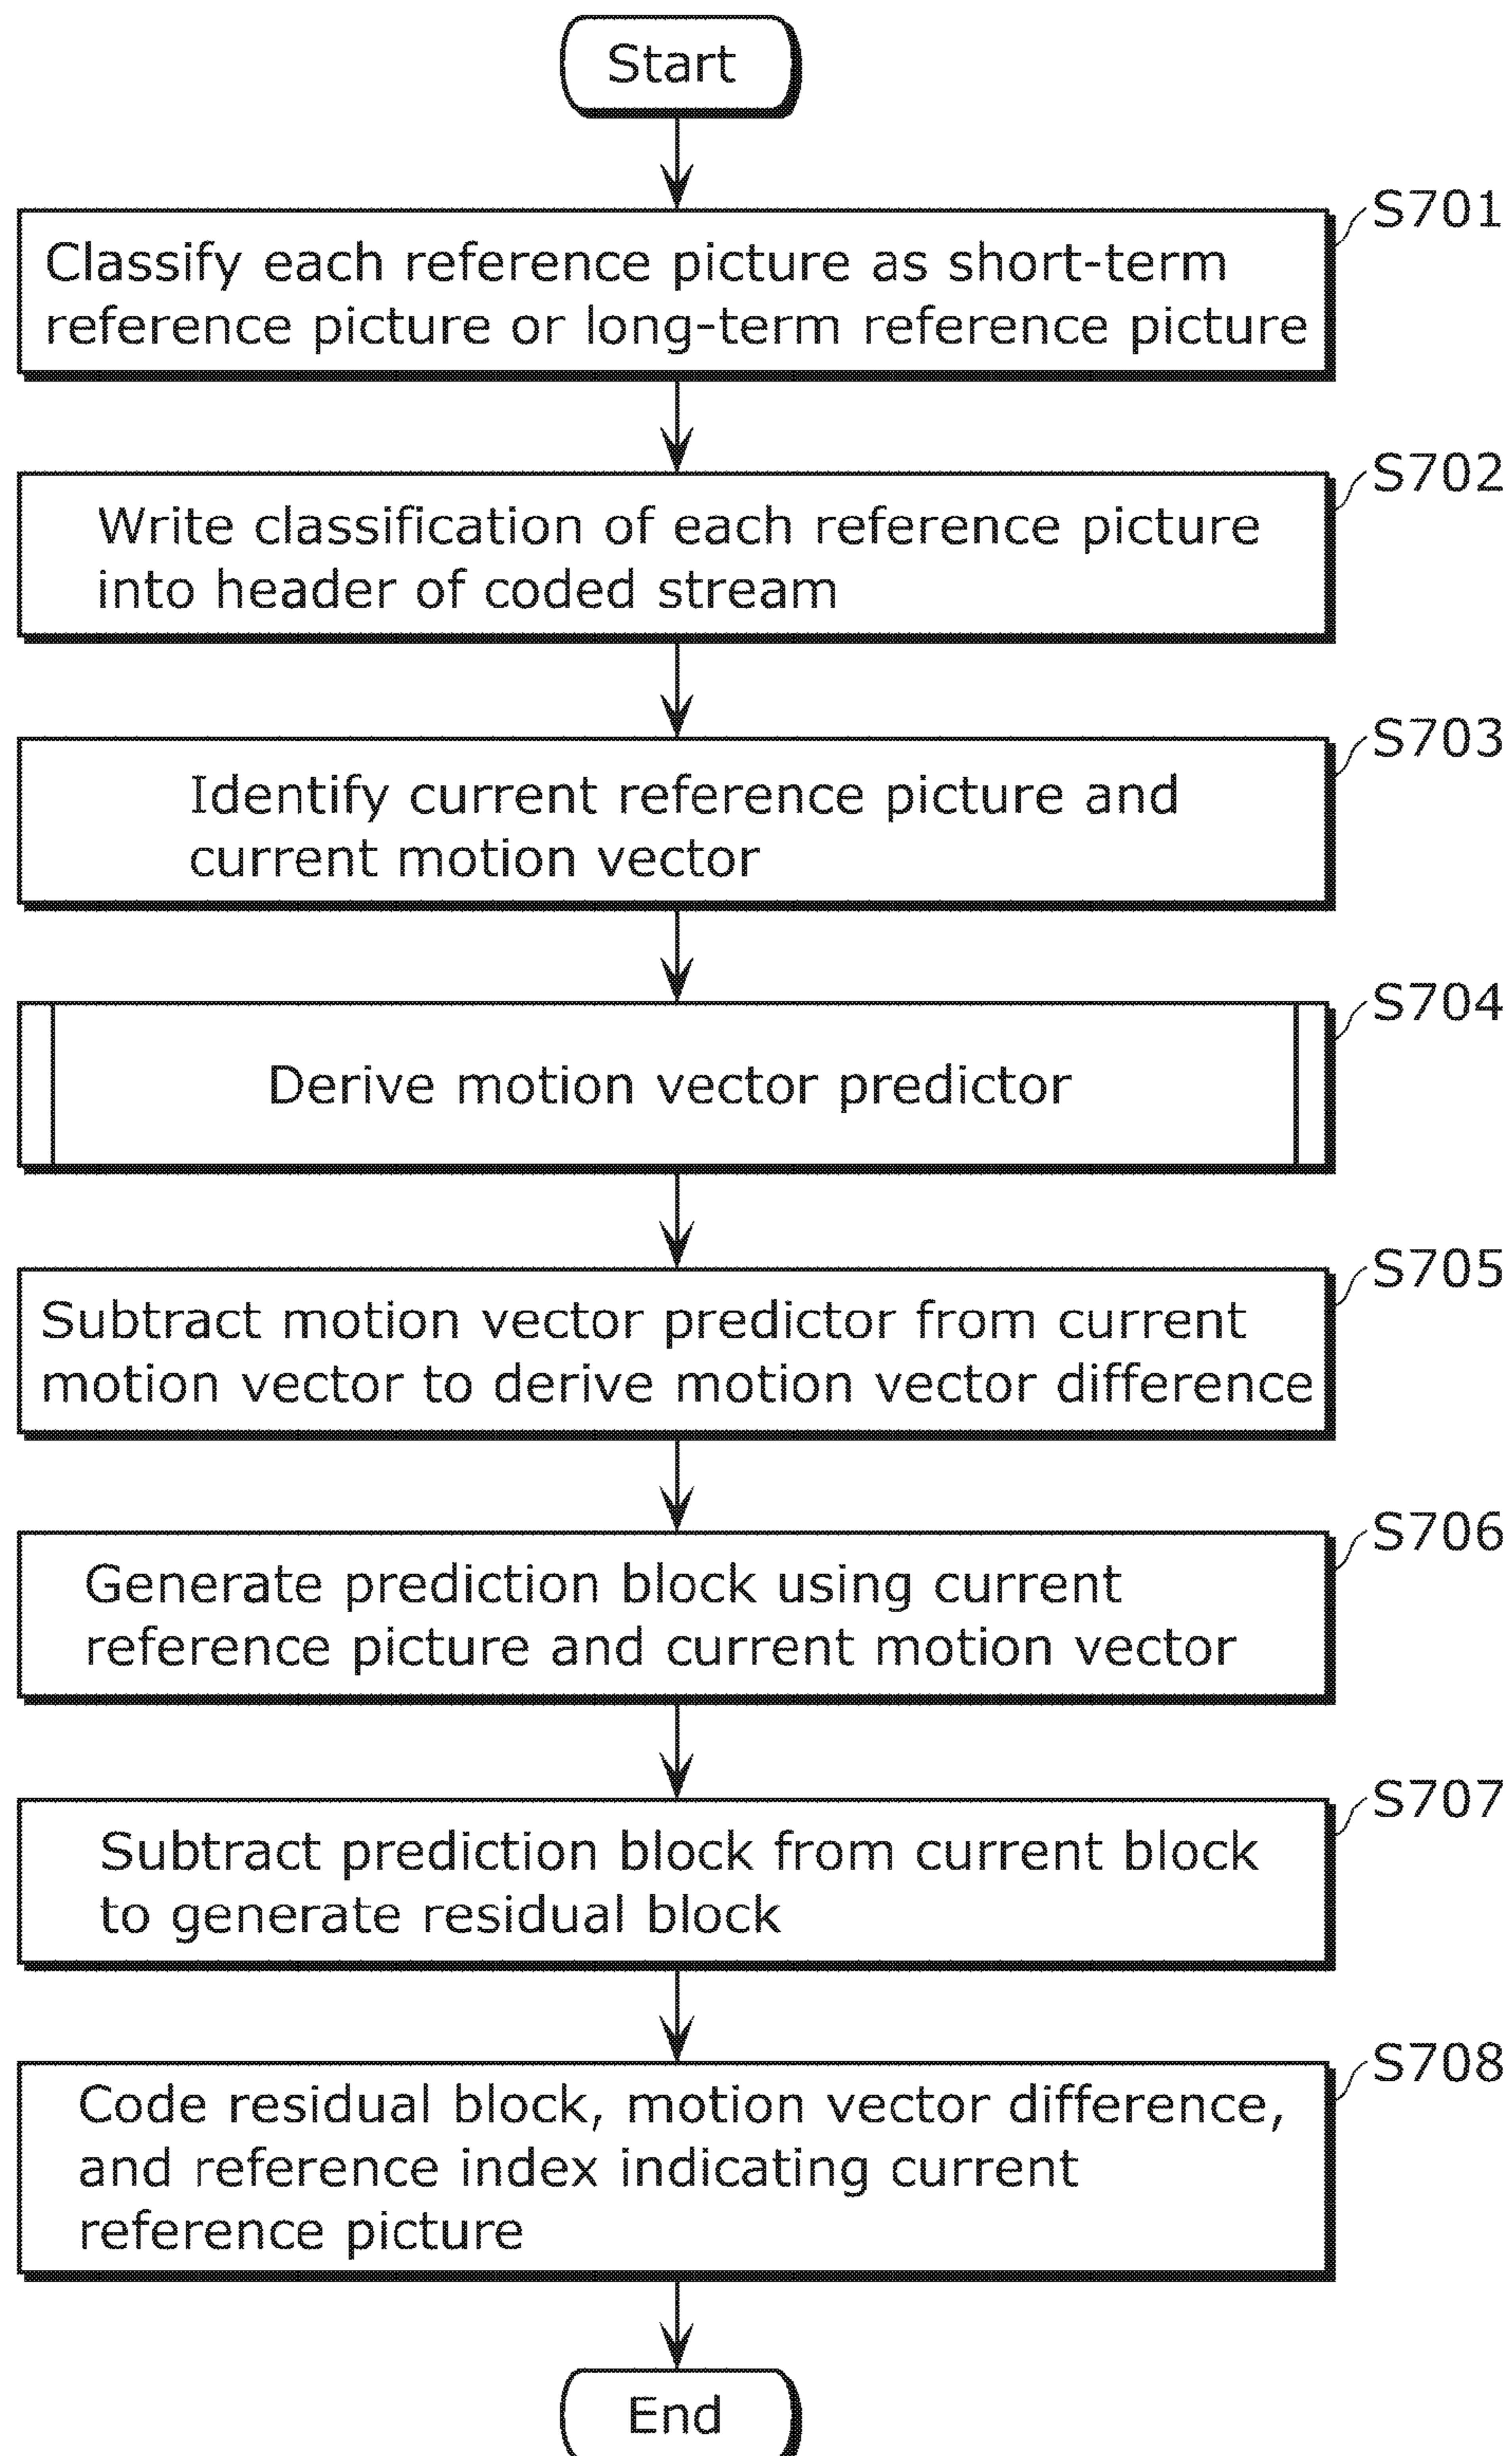 Start
S701
Classify each reference picture as short-term
reference picture or long-term reference picture
S702
Write classification of each reference picture
into header of coded stream
S703
Identify current reference picture and
current motion vector
S704
Derive motion vector predictor
S705
Subtract motion vector predictor from current
motion vector to derive motion vector difference
S706
Generate prediction block using current
reference picture and current motion vector
S707
Subtract prediction block from current block
to generate residual block
S708
Code residual block, motion vector difference,
and reference index indicating current
reference picture
End